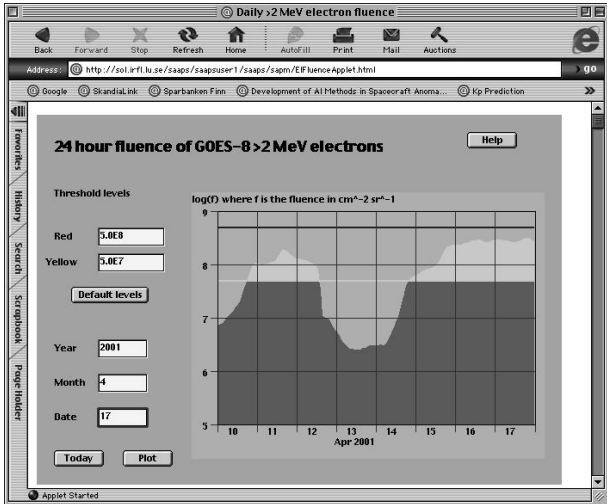 Daily >2 MeV electron fluence
Back Forward Stop Refresh Home AutoFill Print Mail Auctions
Address: http://sol.irfl.lu.se/saaps/saapsuser1/saaps/sapm/ElFluenceApplet.html go
Google SkandiaLink Sparbanken Finn Development of AI Methods in Spacecraft Anoma... Kp Prediction »
Favorites
History
Search
Scrapbook
Page Holder
24 hour fluence of GOES-8 >2 MeV electrons
Help
Threshold levels
Red 5.0E8
Yellow 5.0E7
Default levels
Year 2001
Month 4
Date 17
Today Plot
log(f) where f is the fluence in cm^-2 sr^-1
9
8
7
6
5
10 11 12 13 14 15 16 17
Apr 2001
Applet Started